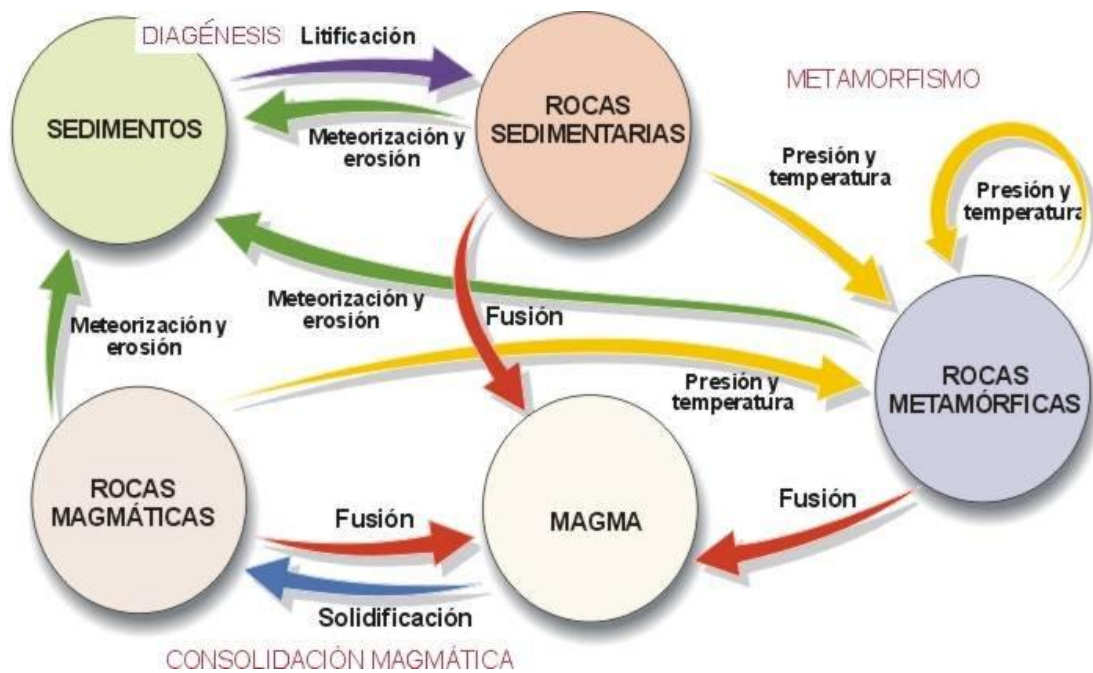 DIAGÉNESIS
Litificación
METAMORFISMO
SEDIMENTOS
ROCAS
SEDIMENTARIAS
Meteorización y
erosión
Presión y
temperatura
Presión y
temperatura
Meteorización y
erosión
Fusión
Meteorización y
erosión
Presión y
temperatura
ROCAS
METAMÓRFICAS
ROCAS
MAGMÁTICAS
Fusión
MAGMA
Fusión
Solidificación
CONSOLIDACIÓN MAGMÁTICA